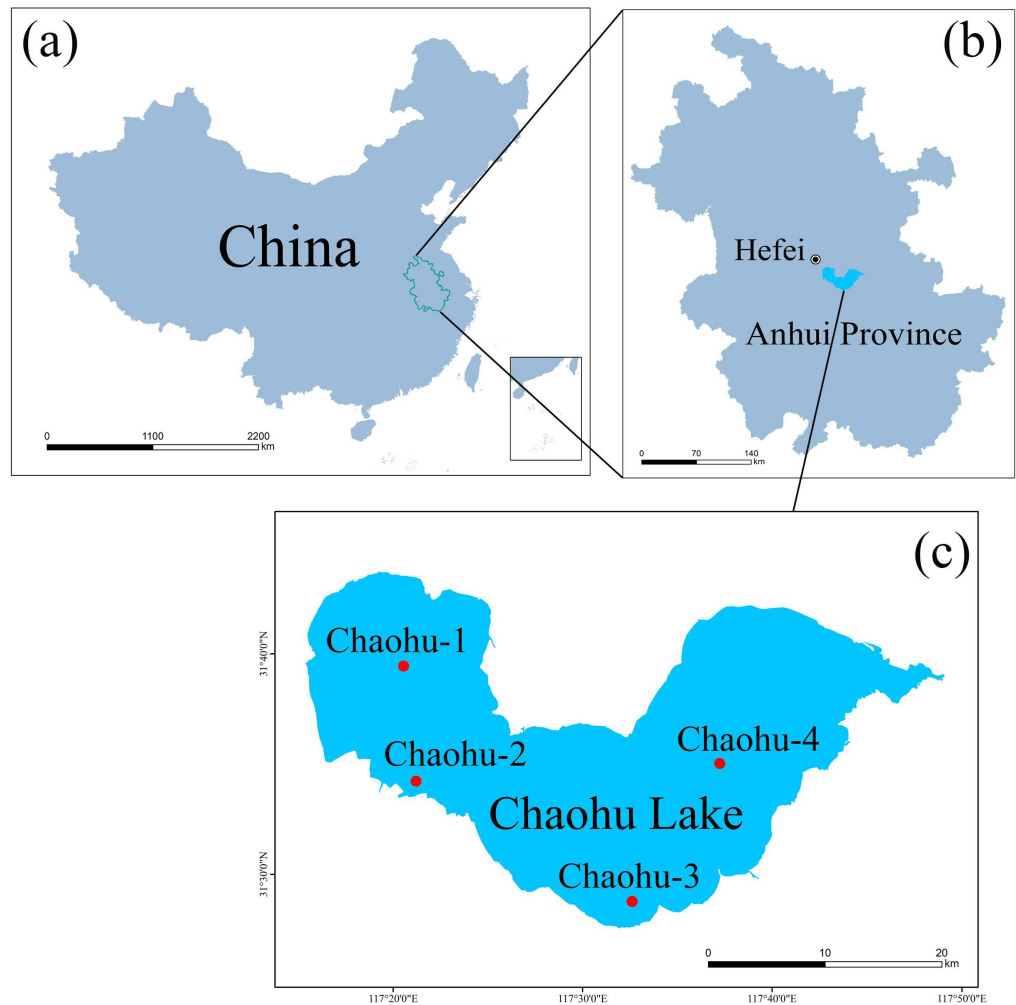 (a)
China
0 1100 2200
km
(b)
Hefei
Anhui Province
0 70 140
km
(c)
Chaohu-1
Chaohu-2
Chaohu-4
Chaohu Lake
Chaohu-3
31°40'0"N
31°30'0"N
0 10 20
km
117°20'0"E 117°30'0"E 117°40'0"E 117°50'0"E